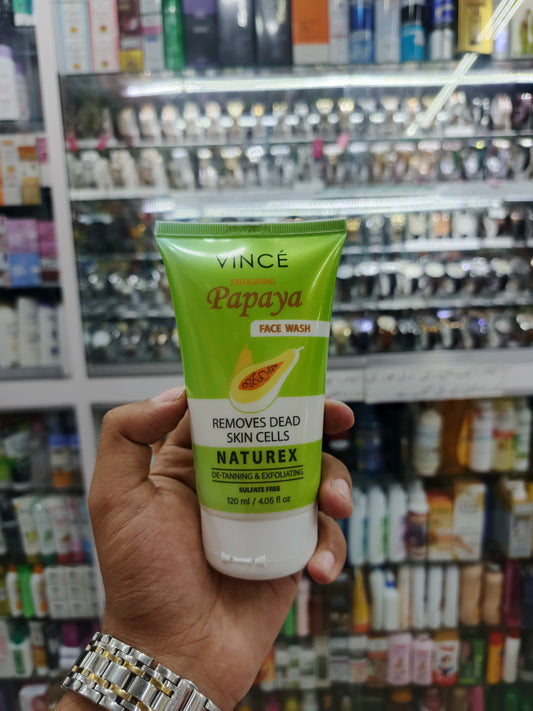 VINCÉ
EXFOLIATING
Papaya
FACE WASH
REMOVES DEAD
SKIN CELLS
NATUREX
DE-TANNING & EXFOLIATING
SULFATE FREE
120 ml / 4.05 fl oz